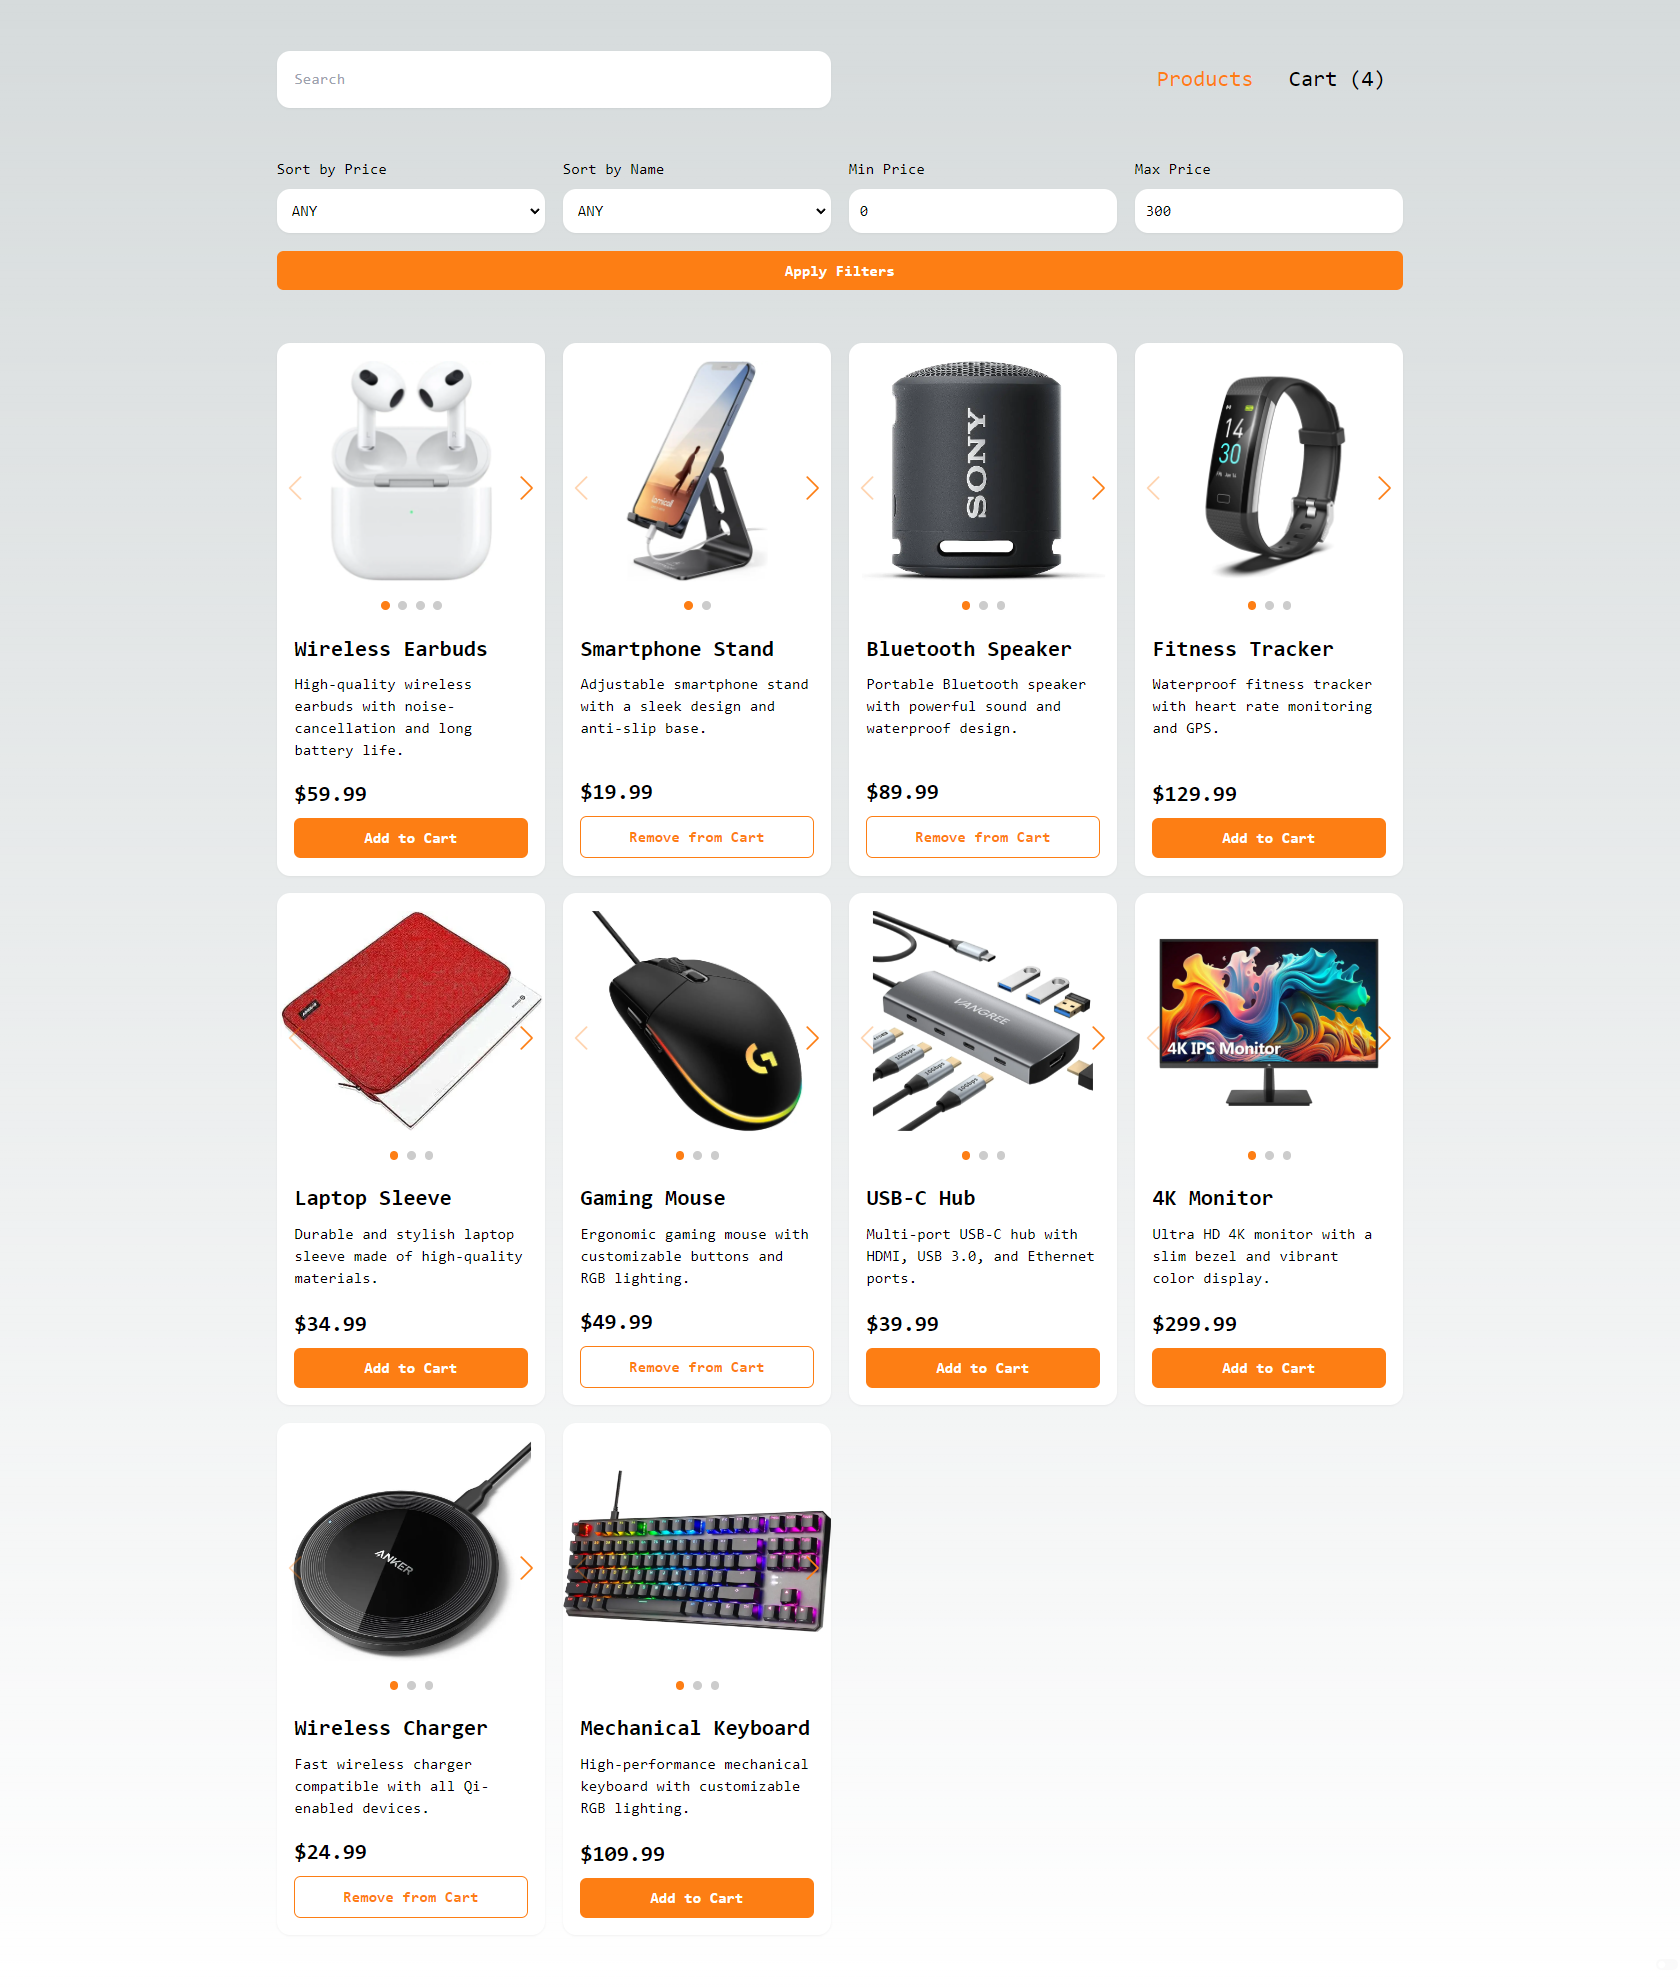 Search
Products Cart (4)
Sort by Price Sort by Name Min Price Max Price
ANY ANY 0 300
Apply Filters
SONY
14
30
Wireless Earbuds
High-quality wireless
earbuds with noise-
cancellation and long
battery life.
$59.99
Add to Cart
Smartphone Stand
Adjustable smartphone stand
with a sleek design and
anti-slip base.
$19.99
Remove from Cart
Bluetooth Speaker
Portable Bluetooth speaker
with powerful sound and
waterproof design.
$89.99
Remove from Cart
Fitness Tracker
Waterproof fitness tracker
with heart rate monitoring
and GPS.
$129.99
Add to Cart
VANGREE
10Gbps
10Gbps
10Gbps
4K IPS Monitor
Laptop Sleeve
Durable and stylish laptop
sleeve made of high-quality
materials.
$34.99
Add to Cart
Gaming Mouse
Ergonomic gaming mouse with
customizable buttons and
RGB lighting.
$49.99
Remove from Cart
USB-C Hub
Multi-port USB-C hub with
HDMI, USB 3.0, and Ethernet
ports.
$39.99
Add to Cart
4K Monitor
Ultra HD 4K monitor with a
slim bezel and vibrant
color display.
$299.99
Add to Cart
ANKER
Wireless Charger
Fast wireless charger
compatible with all Qi-
enabled devices.
$24.99
Remove from Cart
Mechanical Keyboard
High-performance mechanical
keyboard with customizable
RGB lighting.
$109.99
Add to Cart